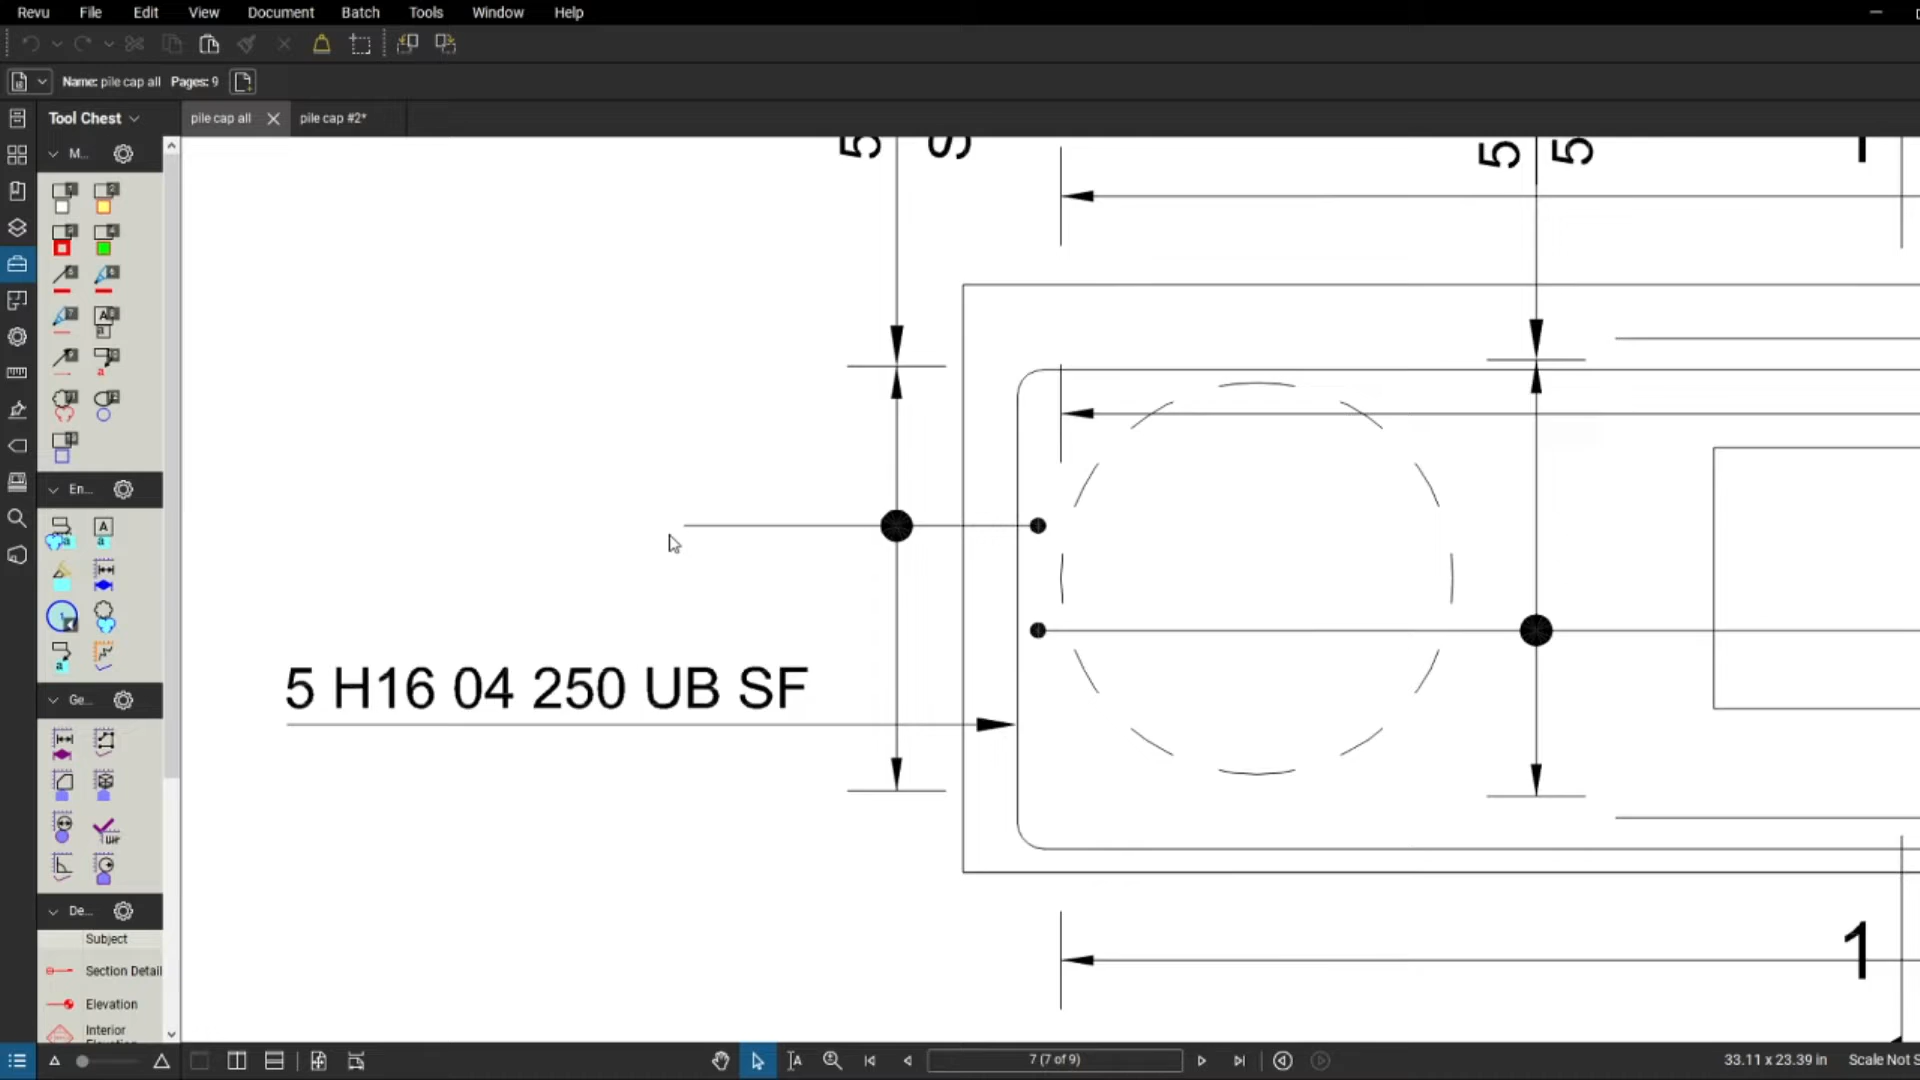 Revu File Edit View Document Batch Tools Window Help
Name: pile cap all Pages: 9
Tool Chest
pile cap all
pile cap #2*
M...
En...
Ge...
De...
Subject
Section Detail
Elevation
Interior
5 S
5 5
5 H16 04 250 UB SF
1
7 (7 of 9)
33.11 x 23.39 in
Scale Not S